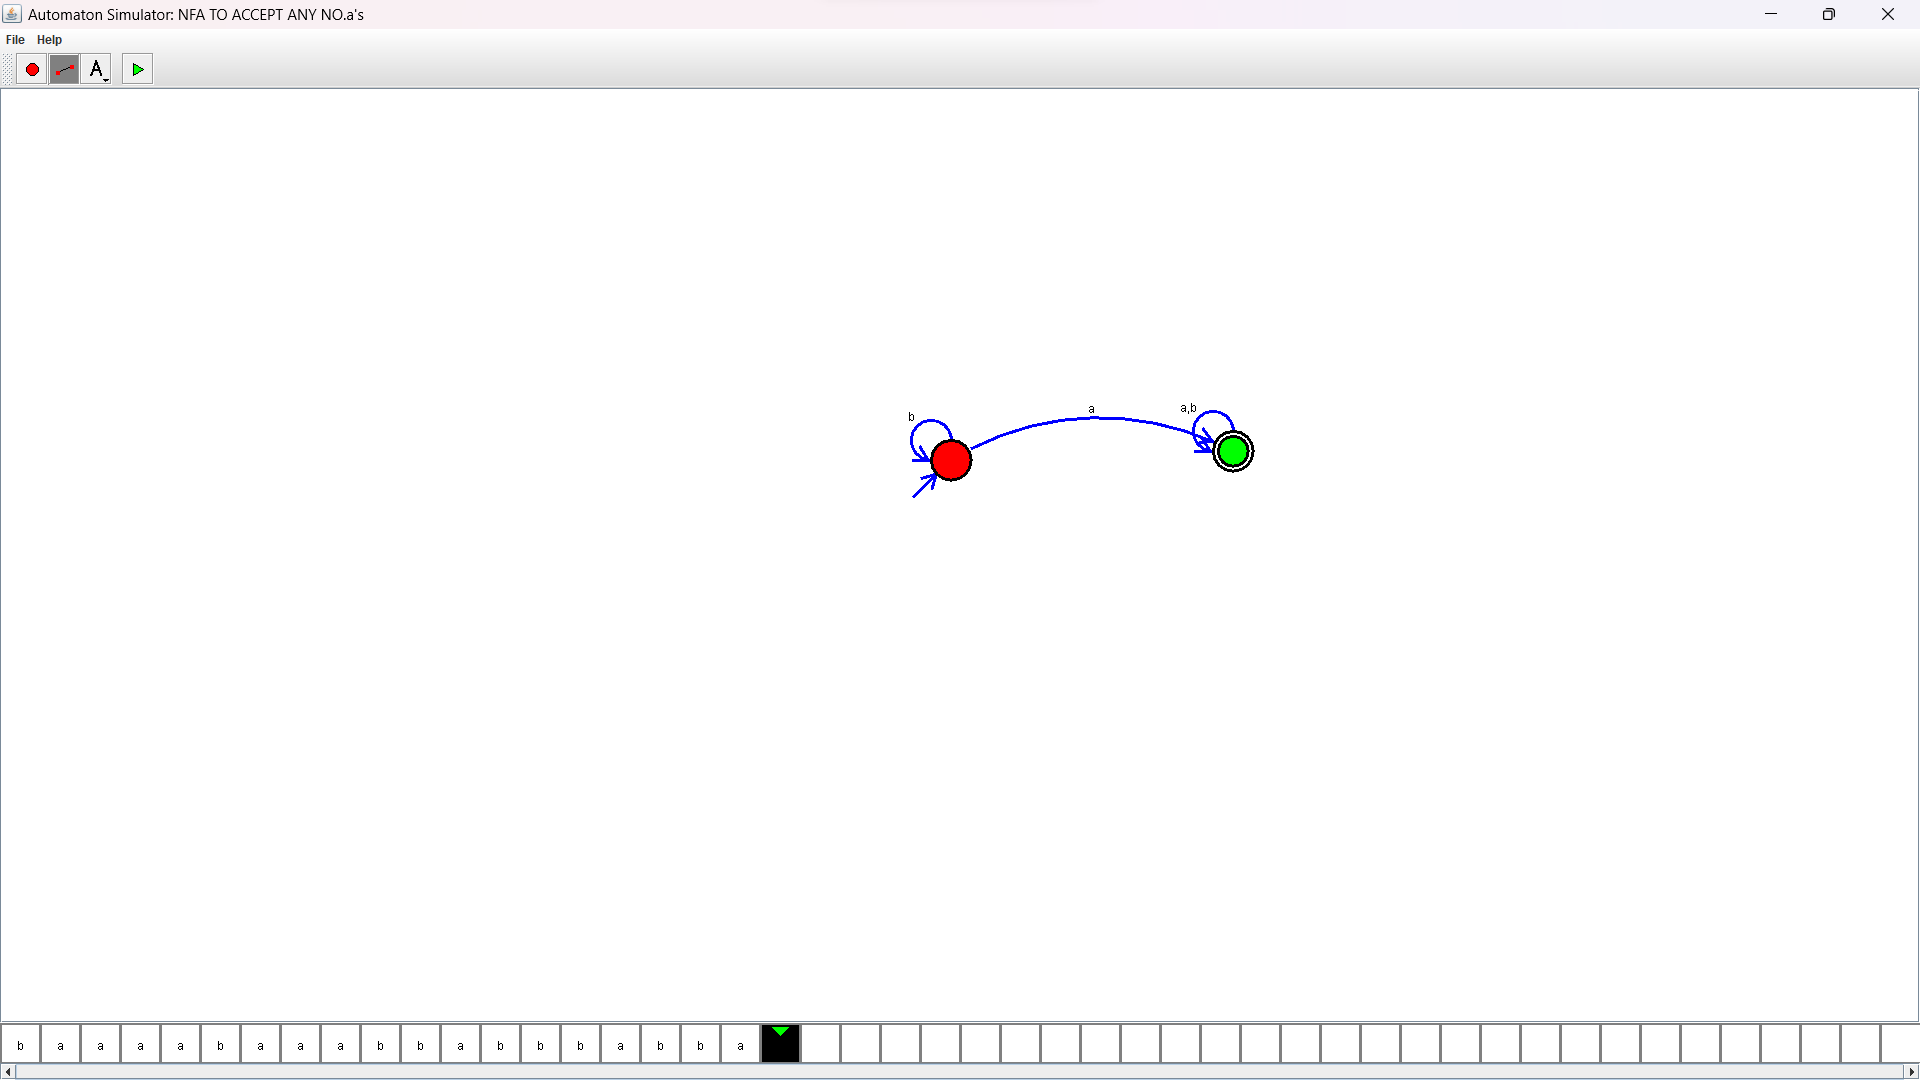 Automaton Simulator: NFA TO ACCEPT ANY NO.a's
File Help
A
a
a,b
b
b a a a a b a a a b b a b b b a b b a